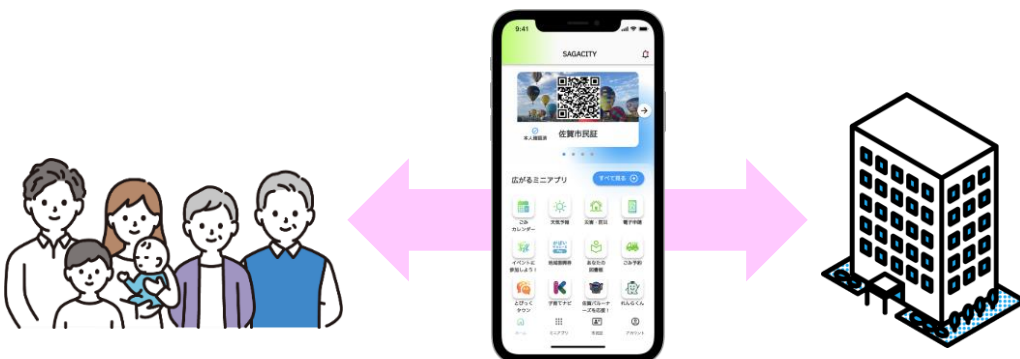 9:41
SAGACITY
本人確認済
佐賀市民証
広がるミニアプリ
すべて見る
ごみ
カレンダー
天気予報
災害・防災
電子申請
イベントに
参加しよう！
地域振興券
あなたの
図書館
ごみ予約
とぴっく
タウン
子育てナビ
佐賀バルーナ
ーズを応援！
れんらくん
ホーム
ミニアプリ
市民証
アカウント